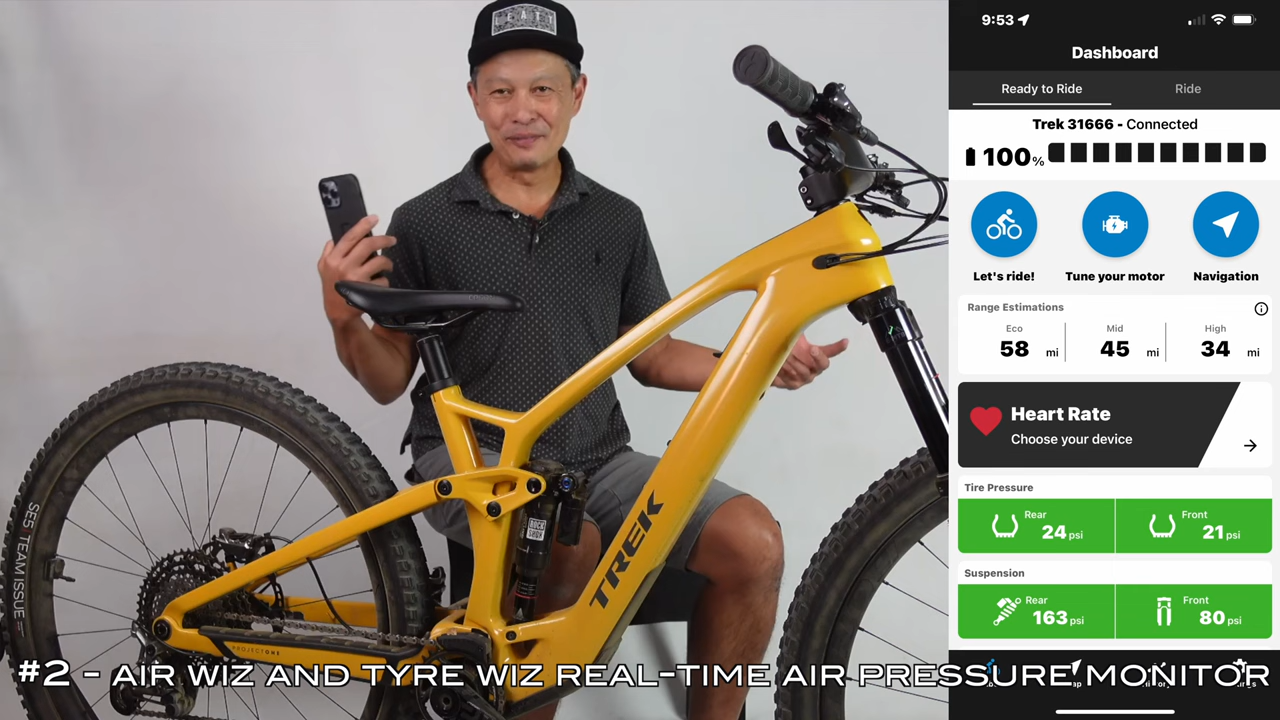 LEATT
9:53
Dashboard
Ready to Ride
Ride
Trek 31666 - Connected
100%
Let's ride!
Tune your motor
Navigation
Range Estimations
Eco
Mid
High
58 mi
45 mi
34 mi
Heart Rate
Choose your device
Tire Pressure
Rear
24 psi
Front
21 psi
Suspension
Rear
163 psi
Front
80 psi
SE5 TEAM ISSUE
ROCK SHOX
TREK
PROJECT ONE
#2 - AIR WIZ AND TYRE WIZ REAL-TIME AIR PRESSURE MONITOR